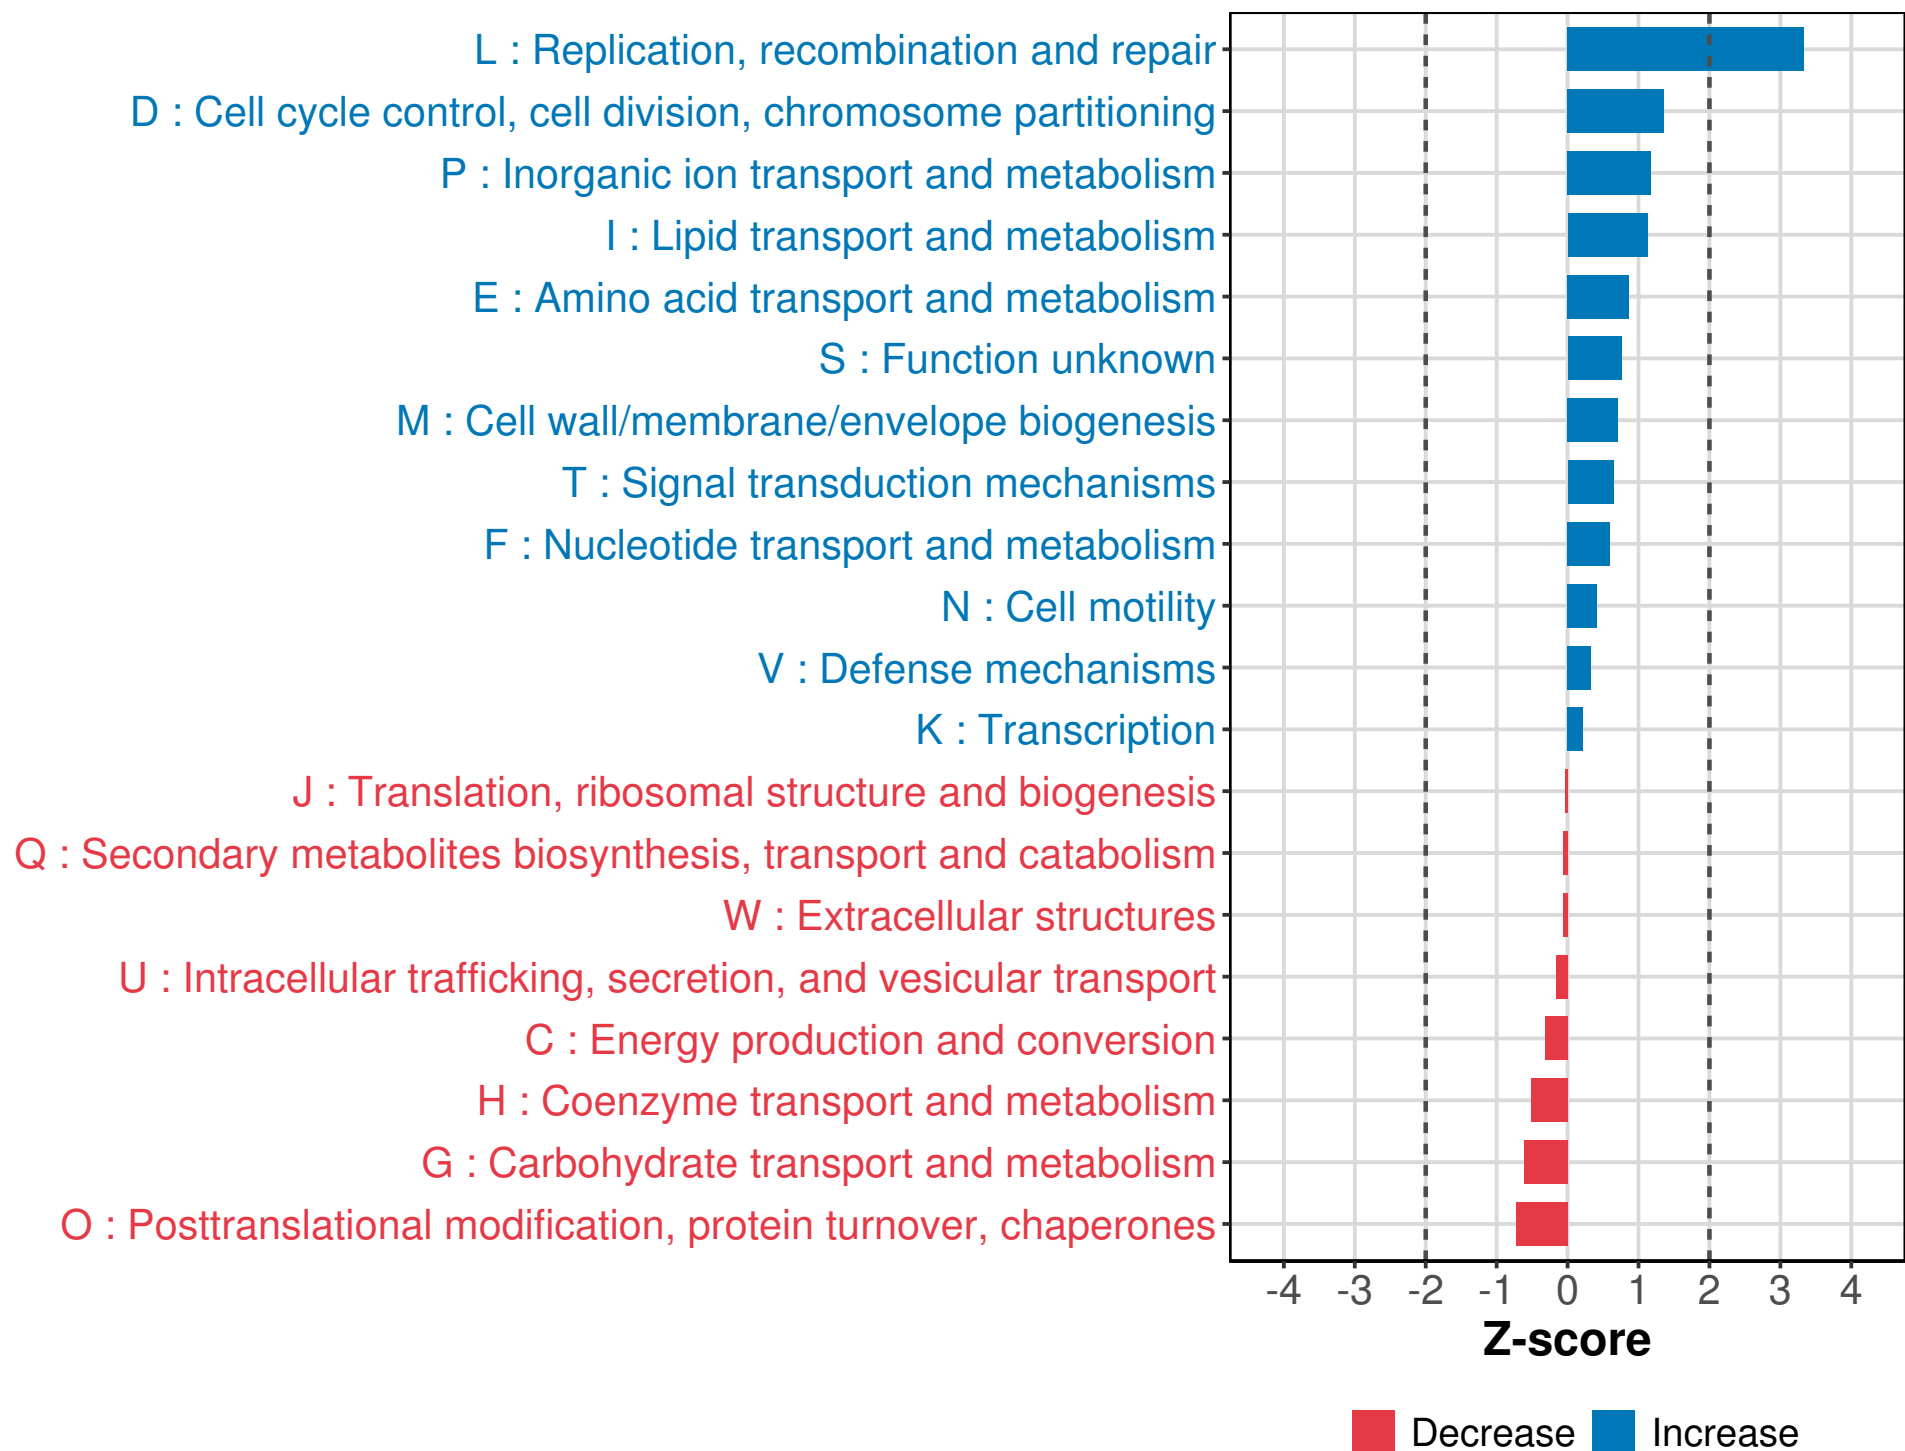 L : Replication, recombination and repair
D : Cell cycle control, cell division, chromosome partitioning
P : Inorganic ion transport and metabolism
I : Lipid transport and metabolism
E : Amino acid transport and metabolism
S : Function unknown
M : Cell wall/membrane/envelope biogenesis
T : Signal transduction mechanisms
F : Nucleotide transport and metabolism
N : Cell motility
V : Defense mechanisms
K : Transcription
J : Translation, ribosomal structure and biogenesis
Q : Secondary metabolites biosynthesis, transport and catabolism
W : Extracellular structures
U : Intracellular trafficking, secretion, and vesicular transport
C : Energy production and conversion
H : Coenzyme transport and metabolism
G : Carbohydrate transport and metabolism
O : Posttranslational modification, protein turnover, chaperones
-4 -3 -2 -1 0 1 2 3 4
Z-score
Decrease Increase